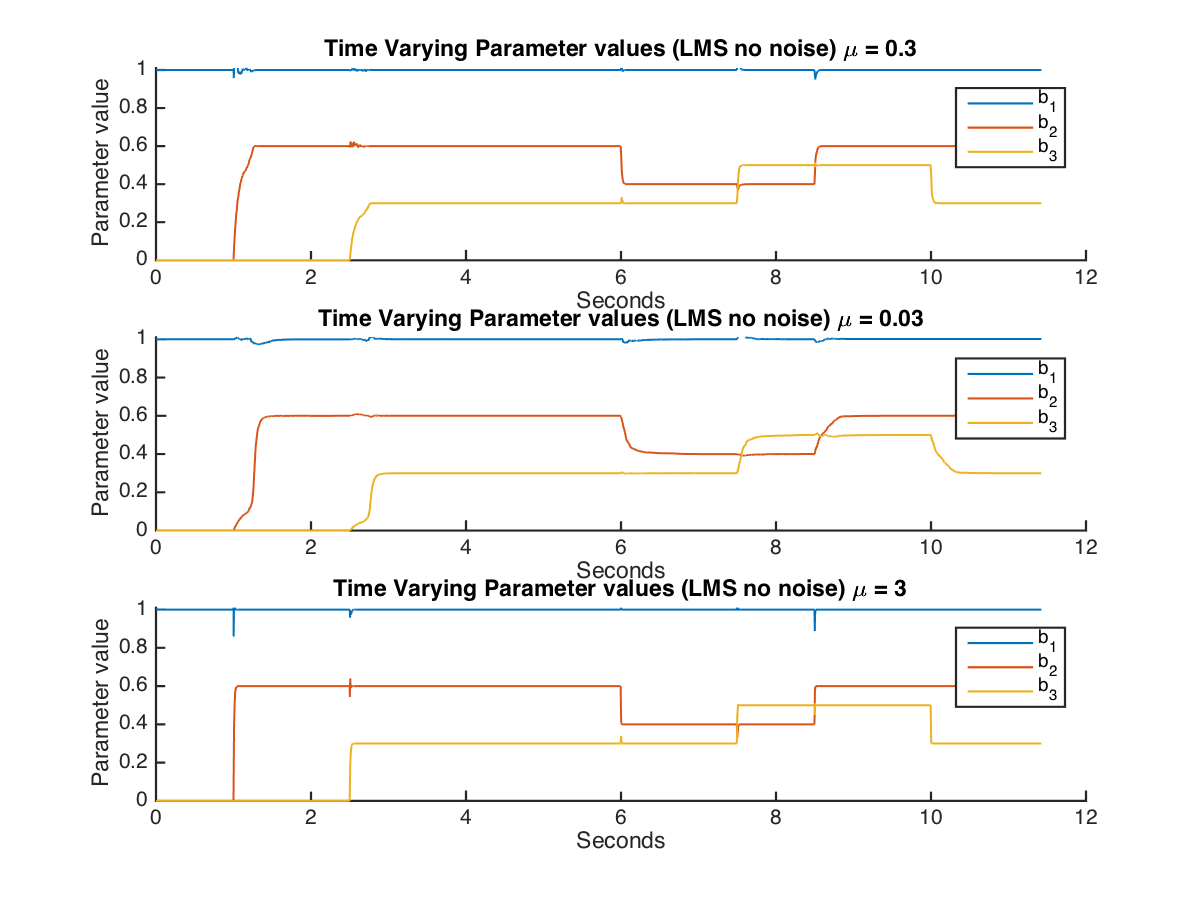 Time Varying Parameter values (LMS no noise) μ = 0.3
Parameter value
1
0.8
0.6
0.4
0.2
0
0 2 4 6 8 10 12
Seconds
b1
b2
b3
Time Varying Parameter values (LMS no noise) μ = 0.03
Parameter value
1
0.8
0.6
0.4
0.2
0
0 2 4 6 8 10 12
Seconds
b1
b2
b3
Time Varying Parameter values (LMS no noise) μ = 3
Parameter value
1
0.8
0.6
0.4
0.2
0
0 2 4 6 8 10 12
Seconds
b1
b2
b3